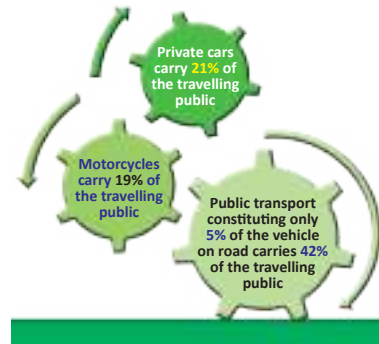 Private cars
carry 21% of
the travelling
public
Motorcycles
carry 19% of
the travelling
public
Public transport
constituting only
5% of the vehicle
on road carries 42%
of the travelling
public